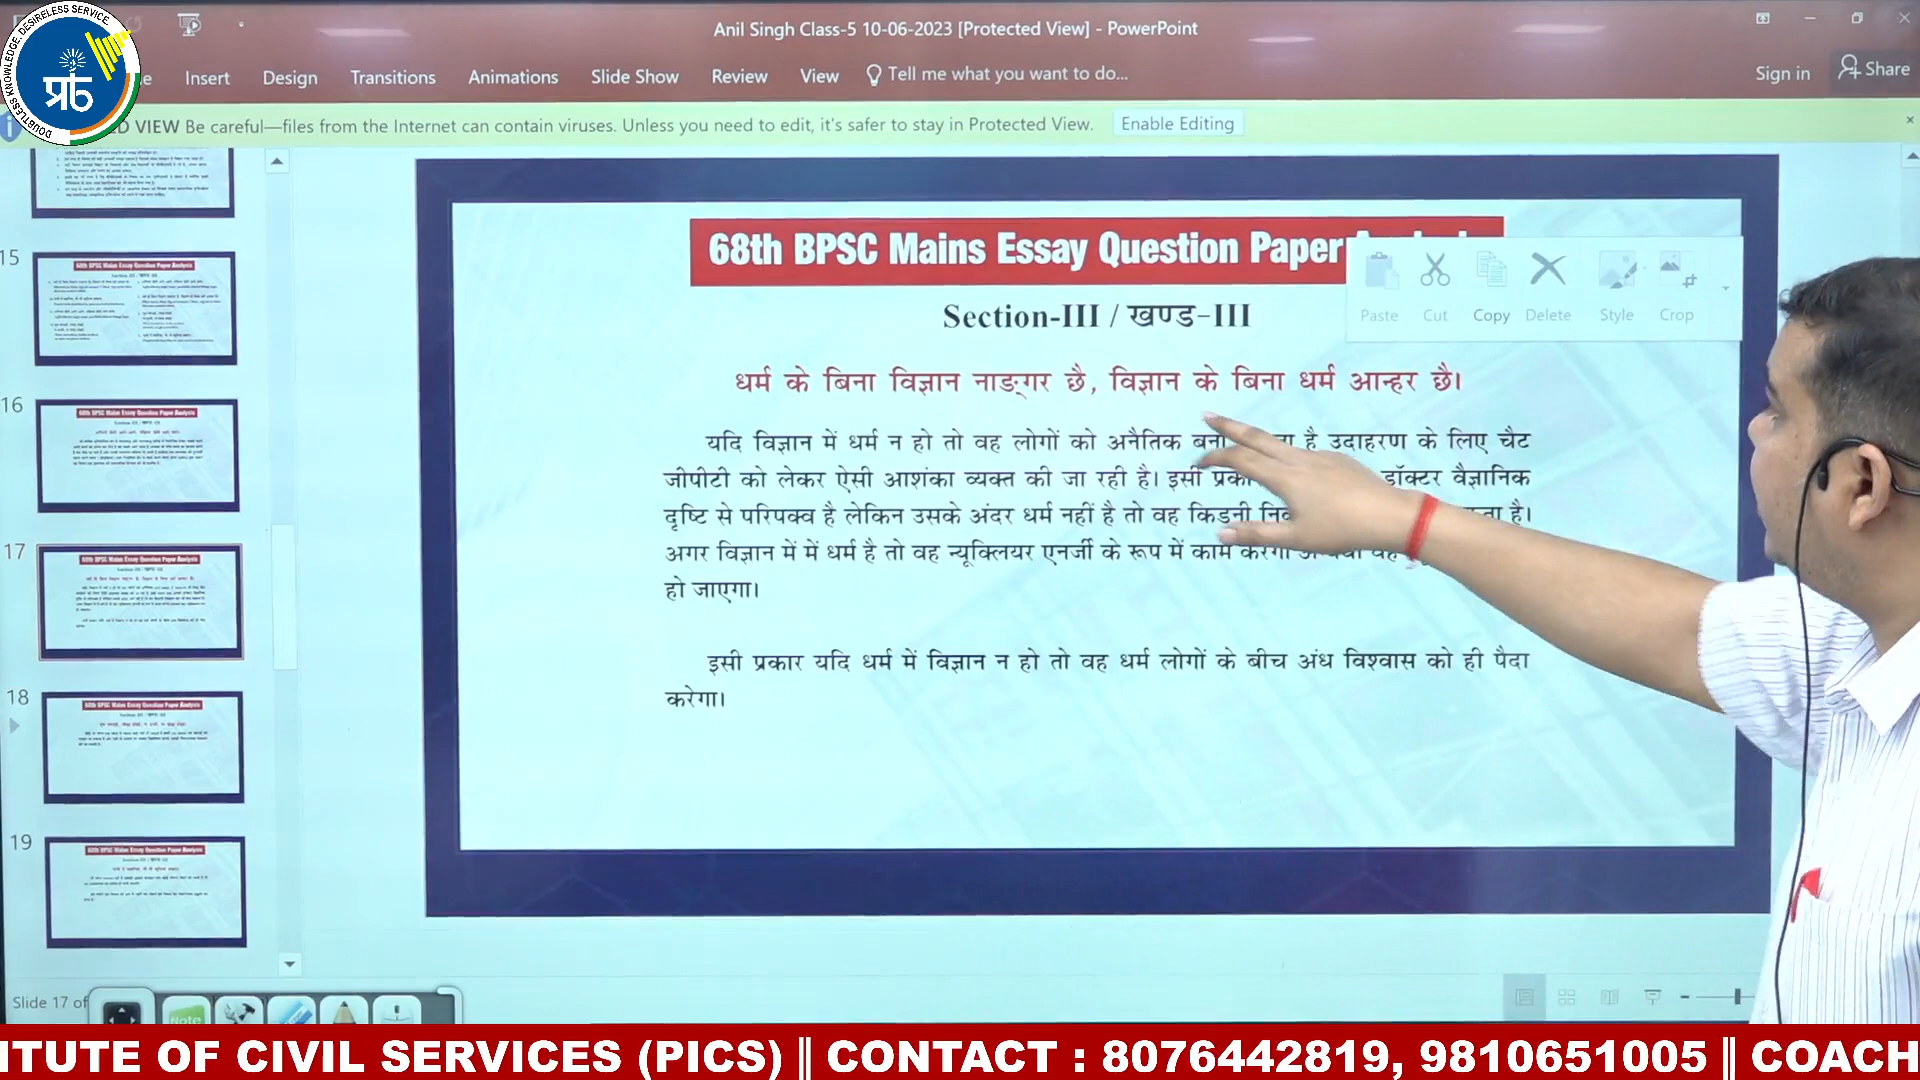 Anil Singh Class-5 10-06-2023 [Protected View] - PowerPoint
Insert Design Transitions Animations Slide Show Review View Tell me what you want to do... Sign in Share
VIEW Be careful—files from the Internet can contain viruses. Unless you need to edit, it's safer to stay in Protected View. Enable Editing
DOUBTLESS KNOWLEDGE, DESIRELESS SERVICE
68th BPSC Mains Essay Question Paper
Paste Cut Copy Delete Style Crop
Section-III / खण्ड-III
धर्म के बिना विज्ञान नाङ्गर छै, विज्ञान के बिना धर्म आन्हर छै।
यदि विज्ञान में धर्म न हो तो वह लोगों को अनैतिक बना है उदाहरण के लिए चैट
जीपीटी को लेकर ऐसी आशंका व्यक्त की जा रही है। इसी डॉक्टर वैज्ञानिक
दृष्टि से परिपक्व है लेकिन उसके अंदर धर्म नहीं है तो वह किडनी है।
अगर विज्ञान में में धर्म है तो वह न्यूक्लियर एनर्जी के रूप में काम करेगा
हो जाएगा।
इसी प्रकार यदि धर्म में विज्ञान न हो तो वह धर्म लोगों के बीच अंध विश्वास को ही पैदा
करेगा।
15
16
17
18
19
Slide 17 of
Note
ITUTE OF CIVIL SERVICES (PICS) || CONTACT : 8076442819, 9810651005 || COACH